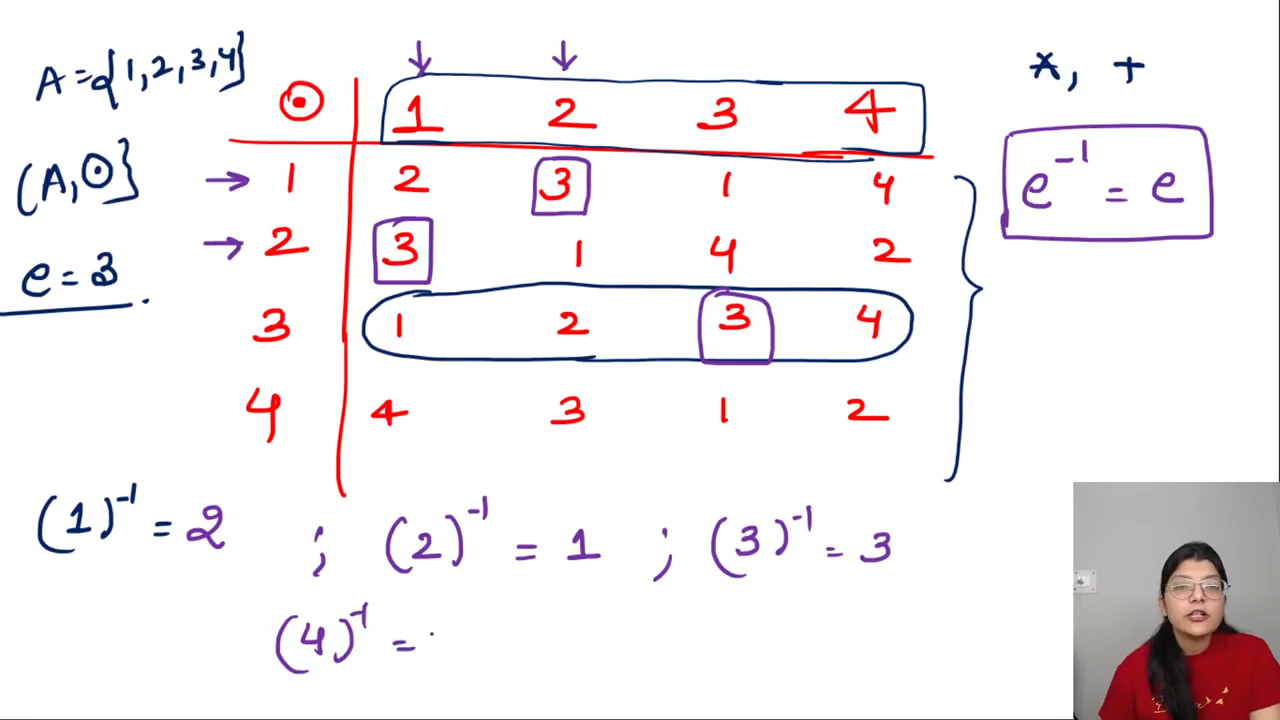 A = {1, 2, 3, 4}
(A, ⊙}
e = 3
⊙ 1 2 3 4
1 2 3 1 4
2 3 1 4 2
3 1 2 3 4
4 4 3 1 2
*, +
e⁻¹ = e
(1)⁻¹ = 2 ; (2)⁻¹ = 1 ; (3)⁻¹ = 3
(4)⁻¹ =